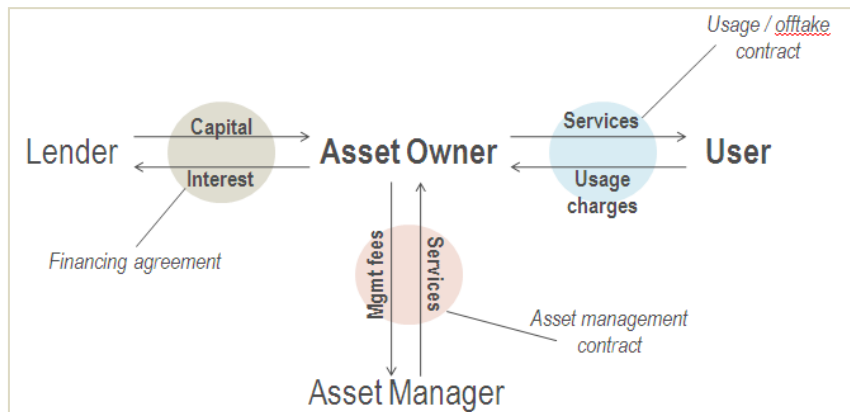 Usage / offtake
contract
Capital
Services
Lender
Asset Owner
User
Interest
Usage
charges
Financing agreement
Mgmt fees
Services
Asset management
contract
Asset Manager